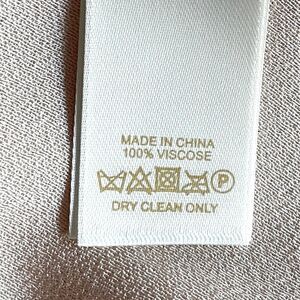 MADE IN CHINA
100% VISCOSE
P
DRY CLEAN ONLY